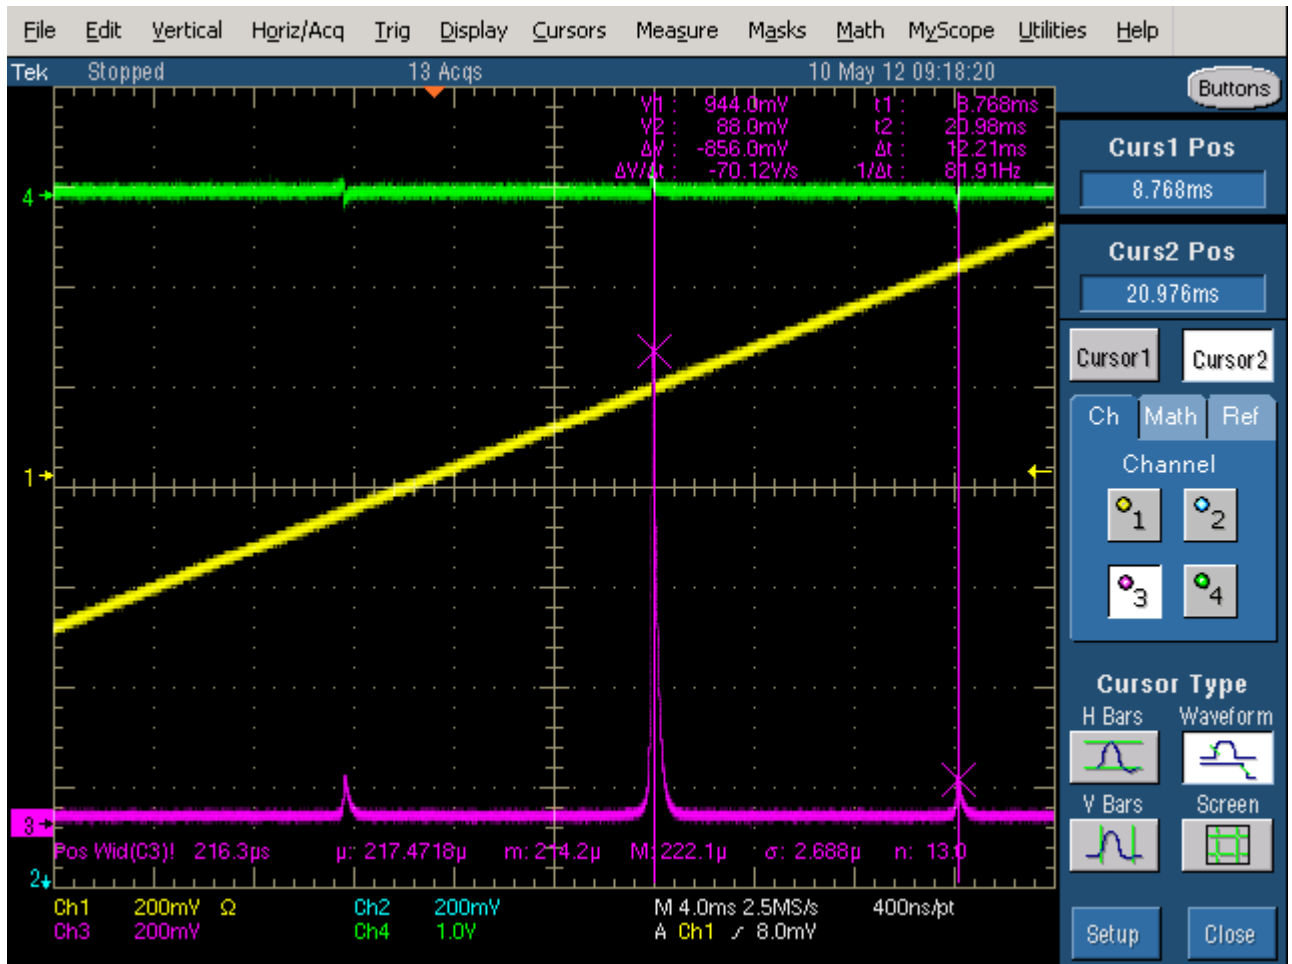 File Edit Vertical Horiz/Acq Trig Display Cursors Measure Masks Math MyScope Utilities Help
Tek Stopped 13 Acqs 10 May 12 09:18:20
Buttons
V1 : 944.0mV t1 : 8.768ms
V2 : 88.0mV t2 : 20.98ms
ΔV : -856.0mV Δt : 12.21ms
ΔV/Δt : -70.12V/s 1/Δt : 81.91Hz
Curs1 Pos
8.768ms
4
Curs2 Pos
20.976ms
Cursor1 Cursor2
Ch Math Ref
Channel
1
1 2
3 4
Cursor Type
H Bars Waveform
V Bars Screen
3
Pos Wid(C3)! 216.3µs µ: 217.4718µ m: 214.2µ M: 222.1µ σ: 2.688µ n: 13.0
2
Ch1 200mV Ω Ch2 200mV M 4.0ms 2.5MS/s 400ns/pt
Ch3 200mV Ch4 1.0V A Ch1 8.0mV
Setup Close